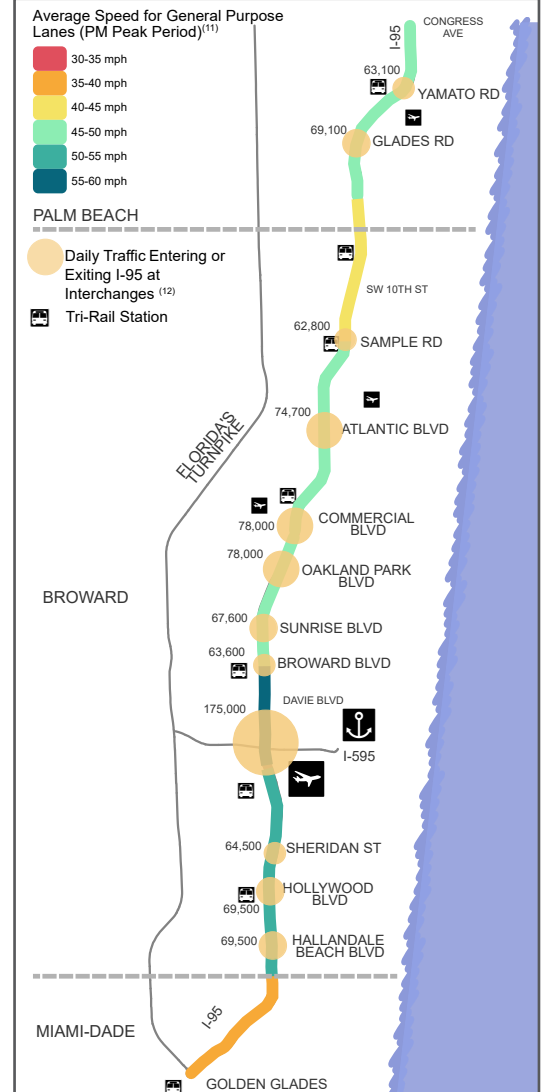 Average Speed for General Purpose
Lanes (PM Peak Period)(11)
30-35 mph
35-40 mph
40-45 mph
45-50 mph
50-55 mph
55-60 mph
CONGRESS
AVE
I-95
63,100
YAMATO RD
69,100
GLADES RD
PALM BEACH
Daily Traffic Entering or
Exiting I-95 at
Interchanges (12)
Tri-Rail Station
SW 10TH ST
62,800
SAMPLE RD
74,700
ATLANTIC BLVD
FLORIDA'S
TURNPIKE
78,000
COMMERCIAL
BLVD
78,000
OAKLAND PARK
BLVD
BROWARD
67,600
SUNRISE BLVD
63,600
BROWARD BLVD
DAVIE BLVD
175,000
I-595
64,500
SHERIDAN ST
HOLLYWOOD
BLVD
69,500
69,500
HALLANDALE
BEACH BLVD
I-95
MIAMI-DADE
GOLDEN GLADES